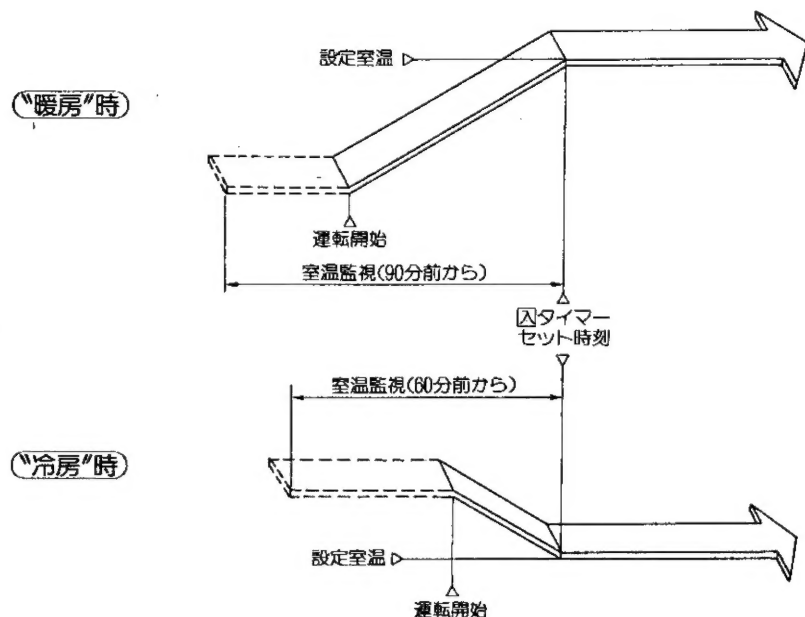 設定室温
"暖房"時
運転開始
室温監視(90分前から)
入タイマー
セット時刻
室温監視(60分前から)
"冷房"時
設定室温
運転開始